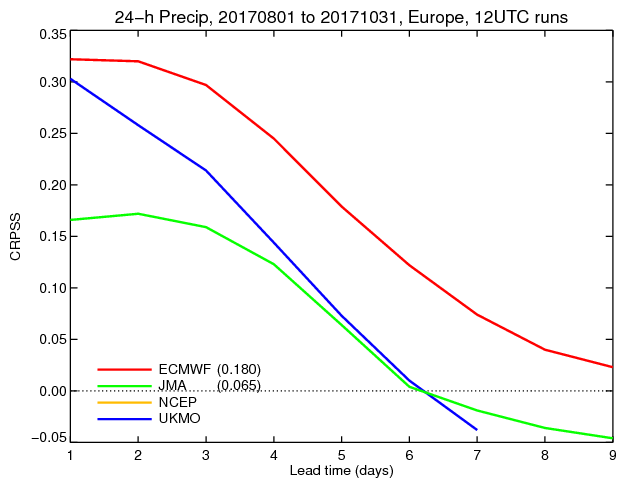 24-h Precip, 20170801 to 20171031, Europe, 12UTC runs
0.35
0.30
0.25
0.20
0.15
0.10
0.05
0.00
-0.05
CRPSS
ECMWF (0.180)
JMA (0.065)
NCEP
UKMO
1 2 3 4 5 6 7 8 9
Lead time (days)